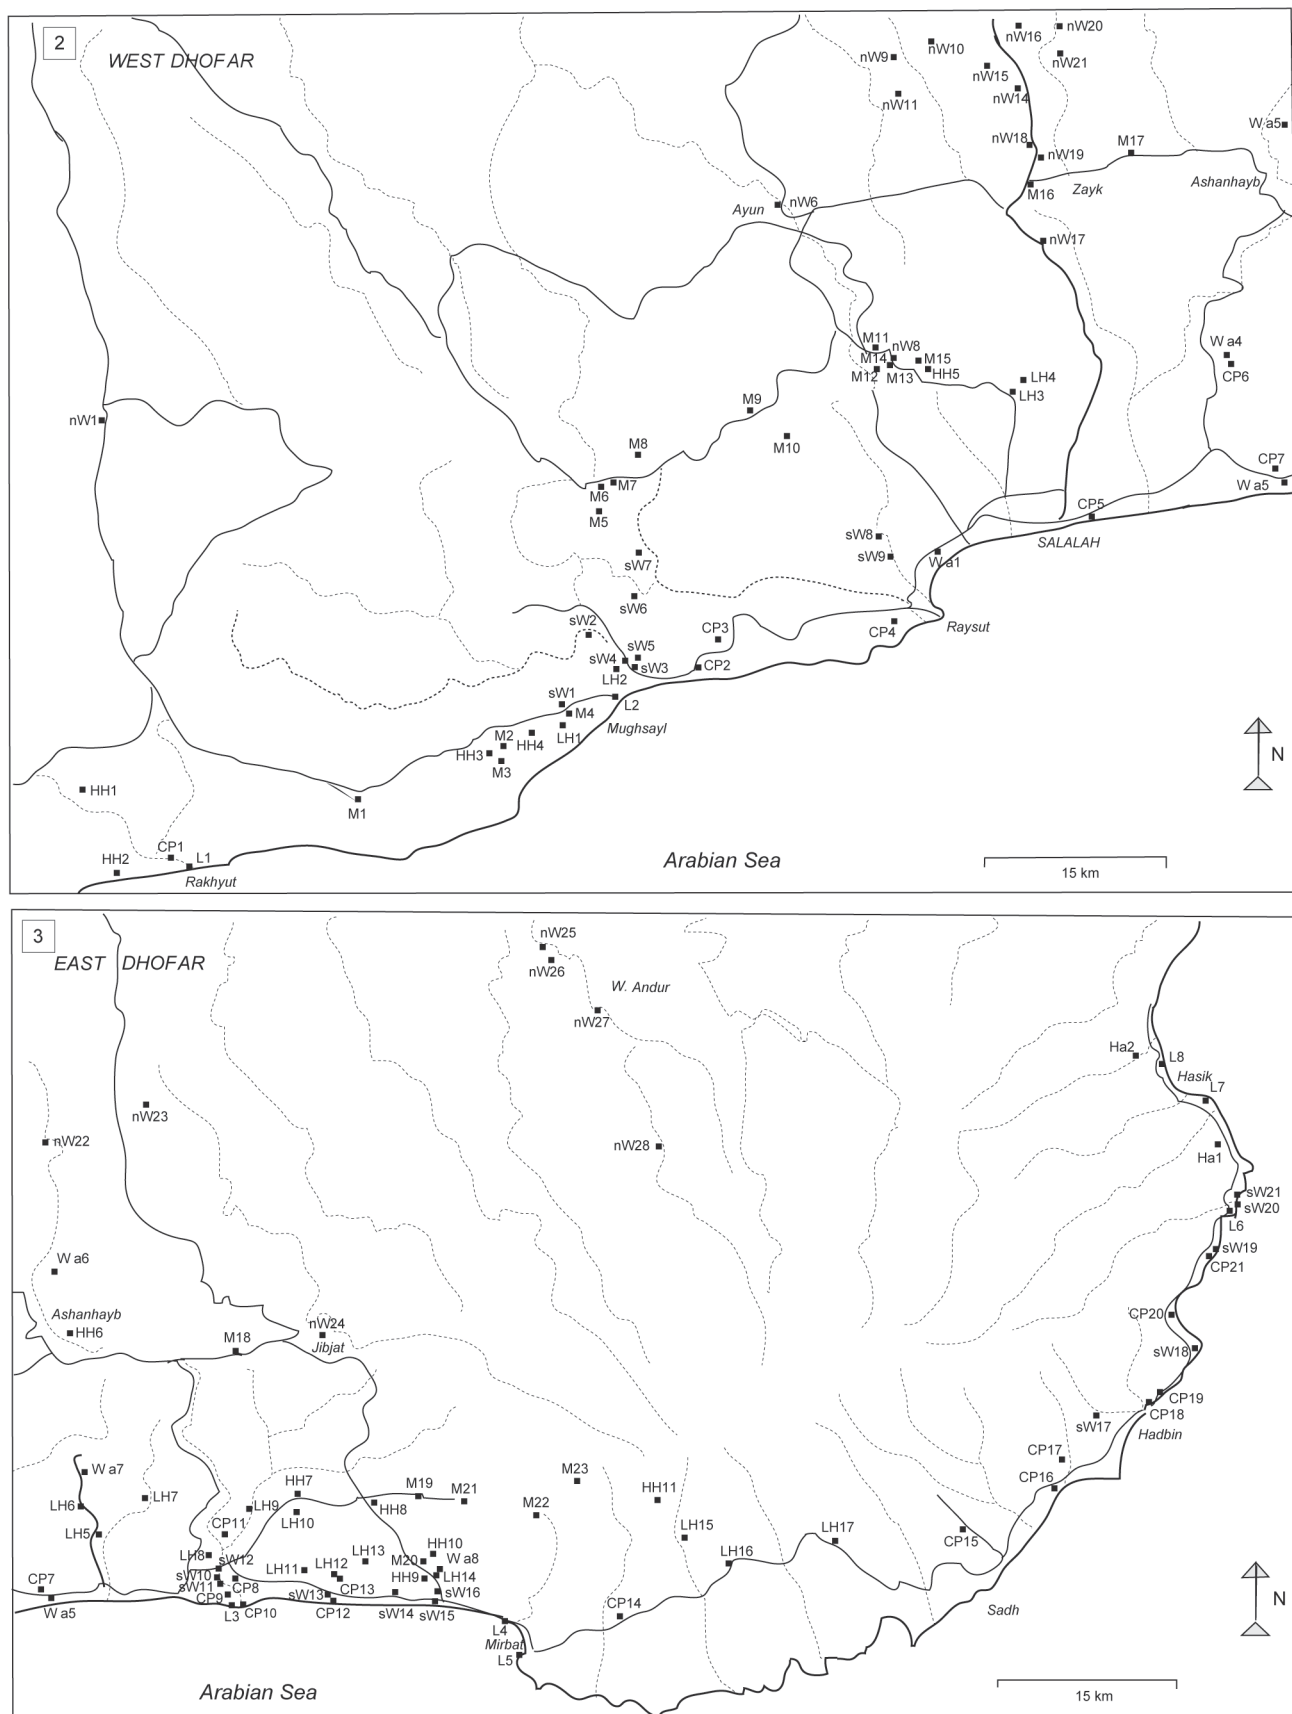 2
WEST DHOFAR
nW9
nW10
nW16
nW20
nW21
nW15
nW14
nW11
W a5
nW18
nW19
M17
M16
Zayk
Ashanhayb
Ayun
nW6
nW17
M11
nW8
M14
M15
M12
M13
HH5
LH4
LH3
W a4
CP6
nW1
M9
M10
M8
M7
M6
M5
CP7
W a5
CP5
SALALAH
sW8
sW9
W a1
sW7
sW6
sW2
CP3
CP4
Raysut
sW5
sW4
sW3
CP2
LH2
L2
sW1
M4
Mughsayl
LH1
M2
HH4
HH3
M3
N
HH1
M1
CP1
L1
HH2
Rakhyut
Arabian Sea
15 km
3
EAST DHOFAR
nW25
nW26
W. Andur
nW27
Ha2
L8
Hasik
L7
nW23
nW22
nW28
Ha1
sW21
sW20
L6
sW19
CP21
W a6
Ashanhayb
HH6
M18
nW24
Jibjat
CP20
sW18
CP19
CP18
sW17
Hadbin
CP17
CP16
W a7
LH6
LH7
LH5
HH7
LH9
LH10
M19
HH8
M21
M23
M22
HH11
CP11
LH15
LH16
LH17
CP15
LH8
sW12
sW10
sW11
CP8
CP9
L3
CP10
LH11
LH12
LH13
CP13
sW13
CP12
HH10
M20
W a8
HH9
LH14
sW16
sW14
sW15
CP7
W a5
CP14
L4
Mirbat
L5
Sadh
N
Arabian Sea
15 km